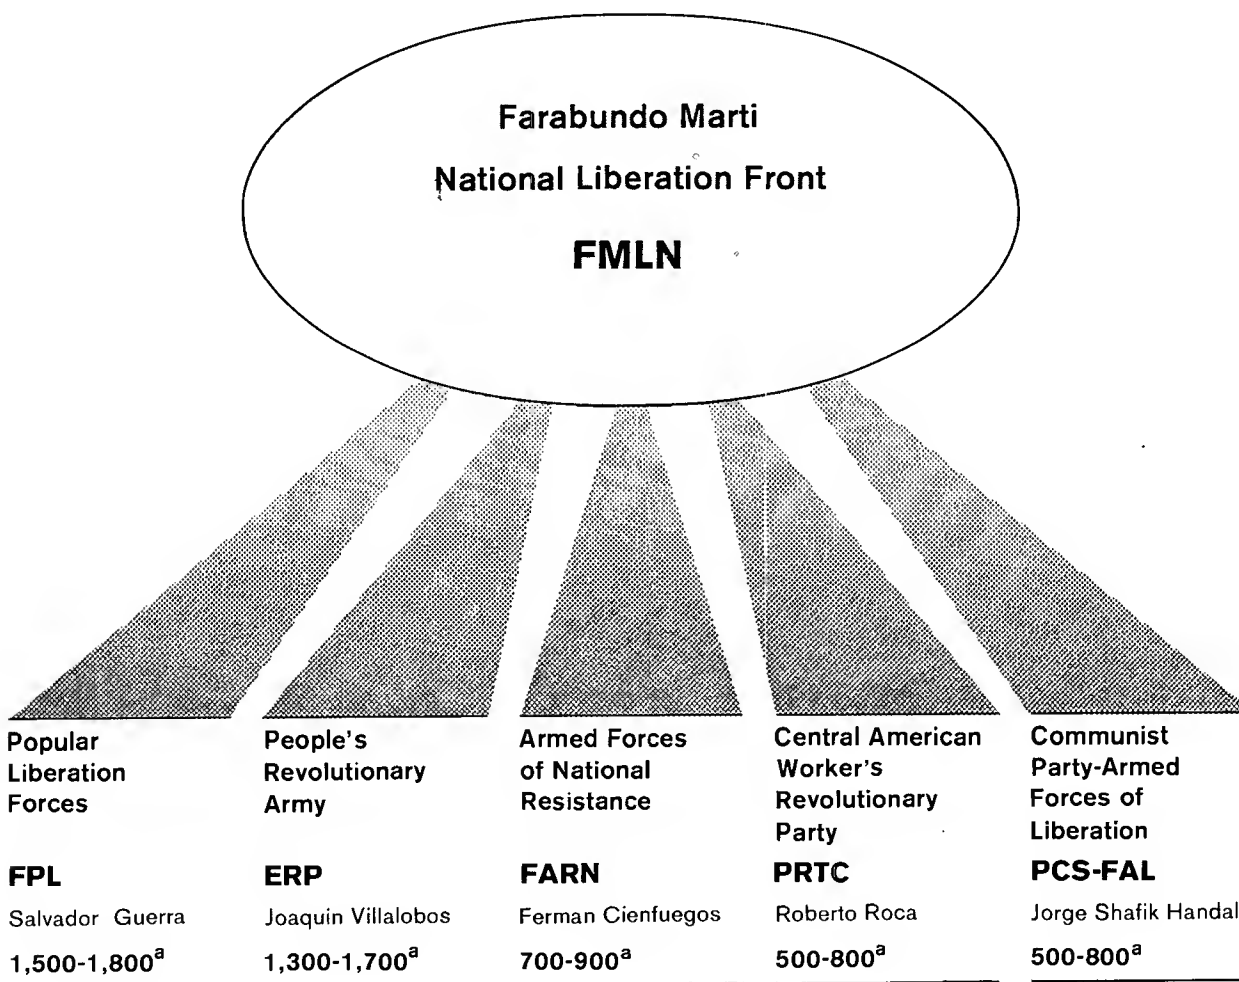 Farabundo Marti
National Liberation Front
FMLN
Popular
Liberation
Forces
FPL
Salvador Guerra
1,500-1,800a
People's
Revolutionary
Army
ERP
Joaquin Villalobos
1,300-1,700a
Armed Forces
of National
Resistance
FARN
Ferman Cienfuegos
700-900a
Central American
Worker's
Revolutionary
Party
PRTC
Roberto Roca
500-800a
Communist
Party-Armed
Forces of
Liberation
PCS-FAL
Jorge Shafik Handal
500-800a